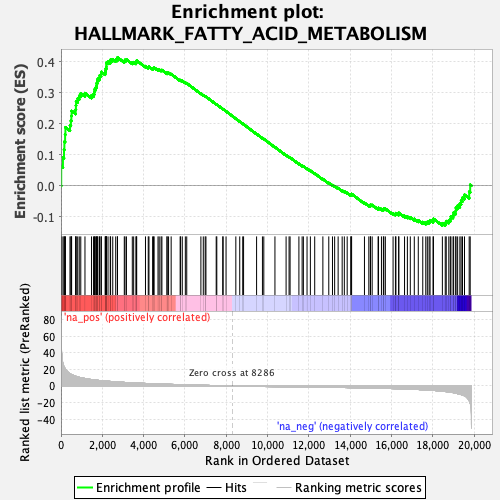 Enrichment plot:
HALLMARK_FATTY_ACID_METABOLISM
Enrichment score (ES)
0.4
0.3
0.2
0.1
0.0
-0.1
'na_pos' (positively correlated)
Ranked list metric (PreRanked)
80
60
40
20
0
-20
-40
Zero cross at 8286
'na_neg' (negatively correlated)
0
2,000
4,000
6,000
8,000
10,000
12,000
14,000
16,000
18,000
20,000
Rank in Ordered Dataset
Enrichment profile
Hits
Ranking metric scores